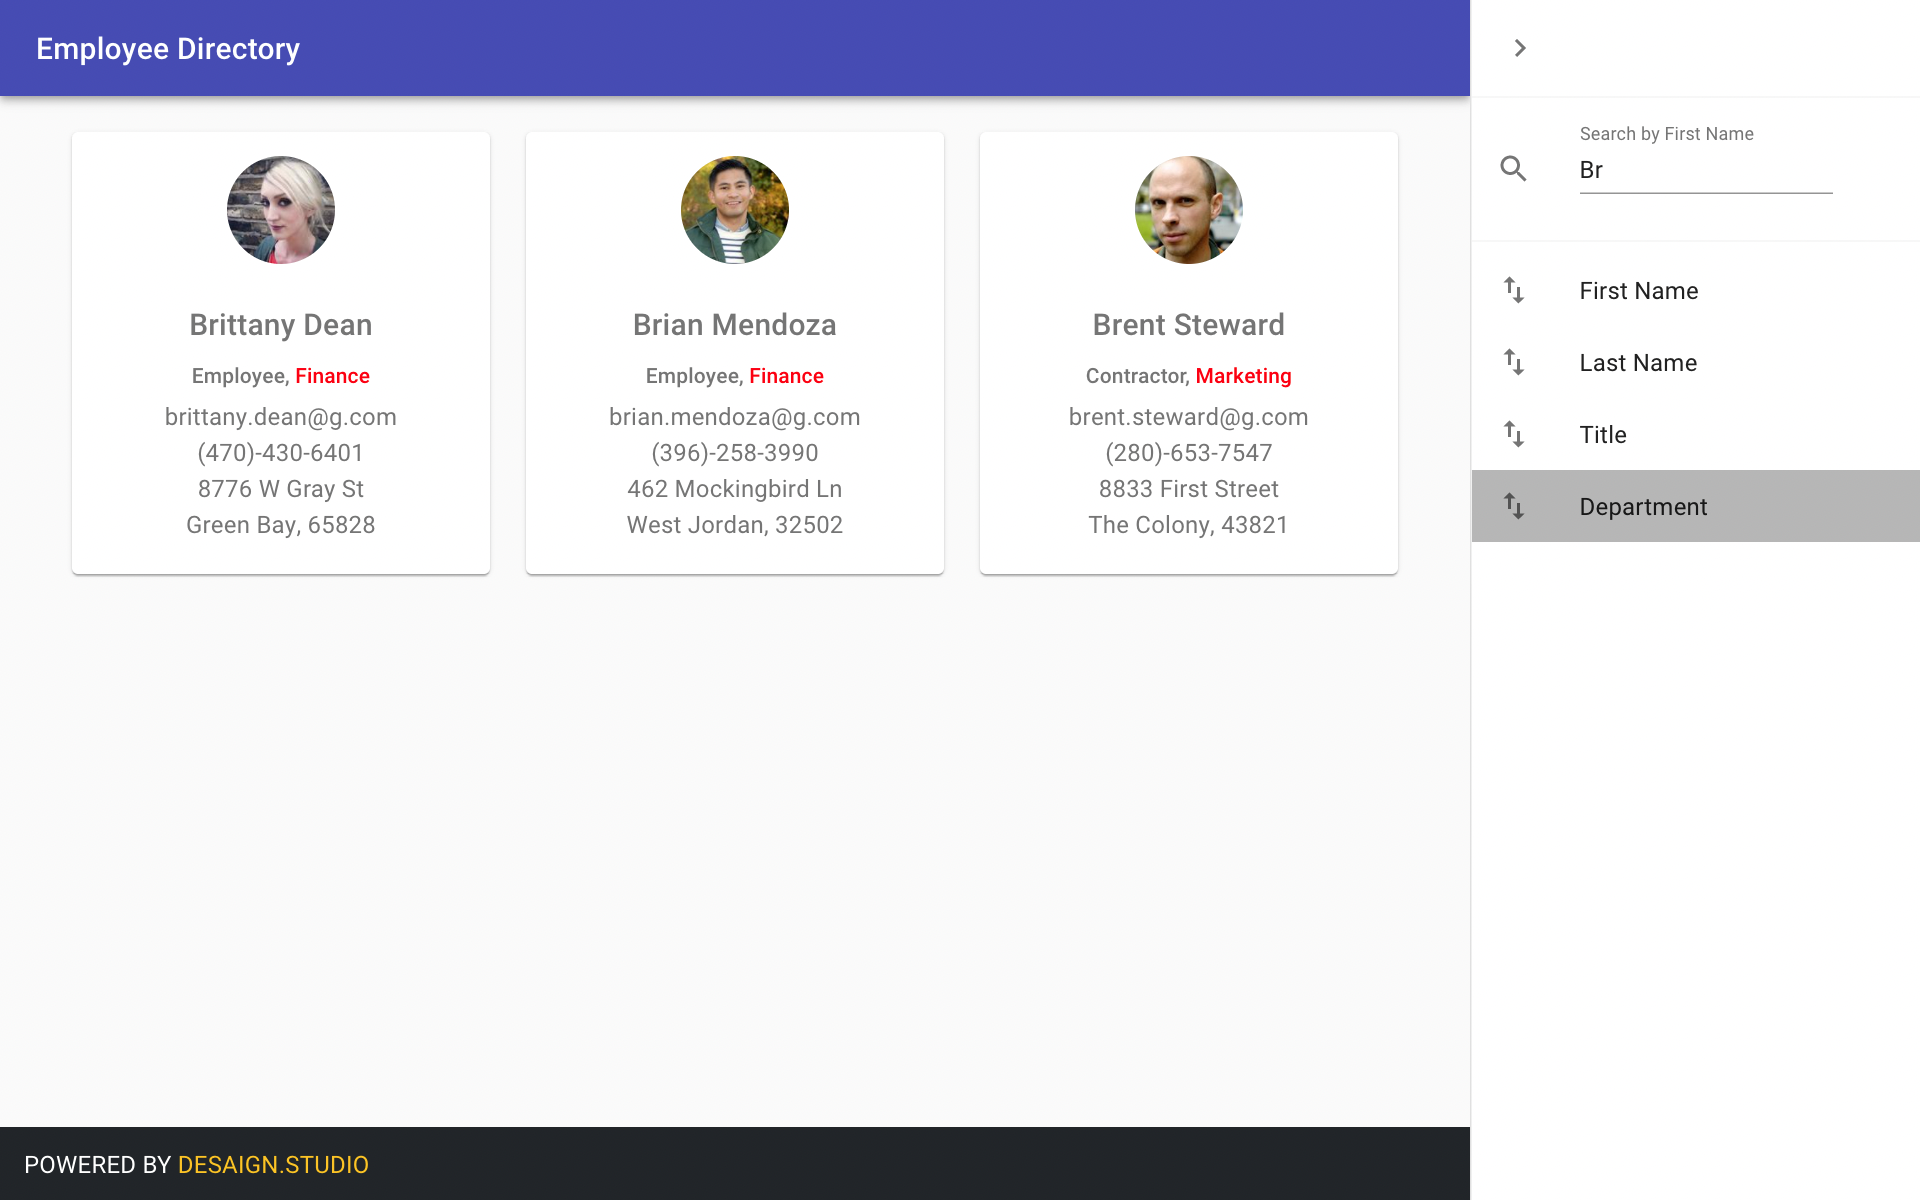 Employee Directory
Brittany Dean
Employee, Finance
brittany.dean@g.com
(470)-430-6401
8776 W Gray St
Green Bay, 65828
Brian Mendoza
Employee, Finance
brian.mendoza@g.com
(396)-258-3990
462 Mockingbird Ln
West Jordan, 32502
Brent Steward
Contractor, Marketing
brent.steward@g.com
(280)-653-7547
8833 First Street
The Colony, 43821
Search by First Name
Br
First Name
Last Name
Title
Department
POWERED BY DESAIGN.STUDIO